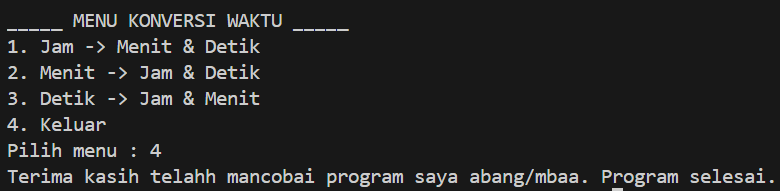 _____ MENU KONVERSI WAKTU _____
1. Jam -> Menit & Detik
2. Menit -> Jam & Detik
3. Detik -> Jam & Menit
4. Keluar
Pilih menu : 4
Terima kasih telahh mancobai program saya abang/mbaa. Program selesai.